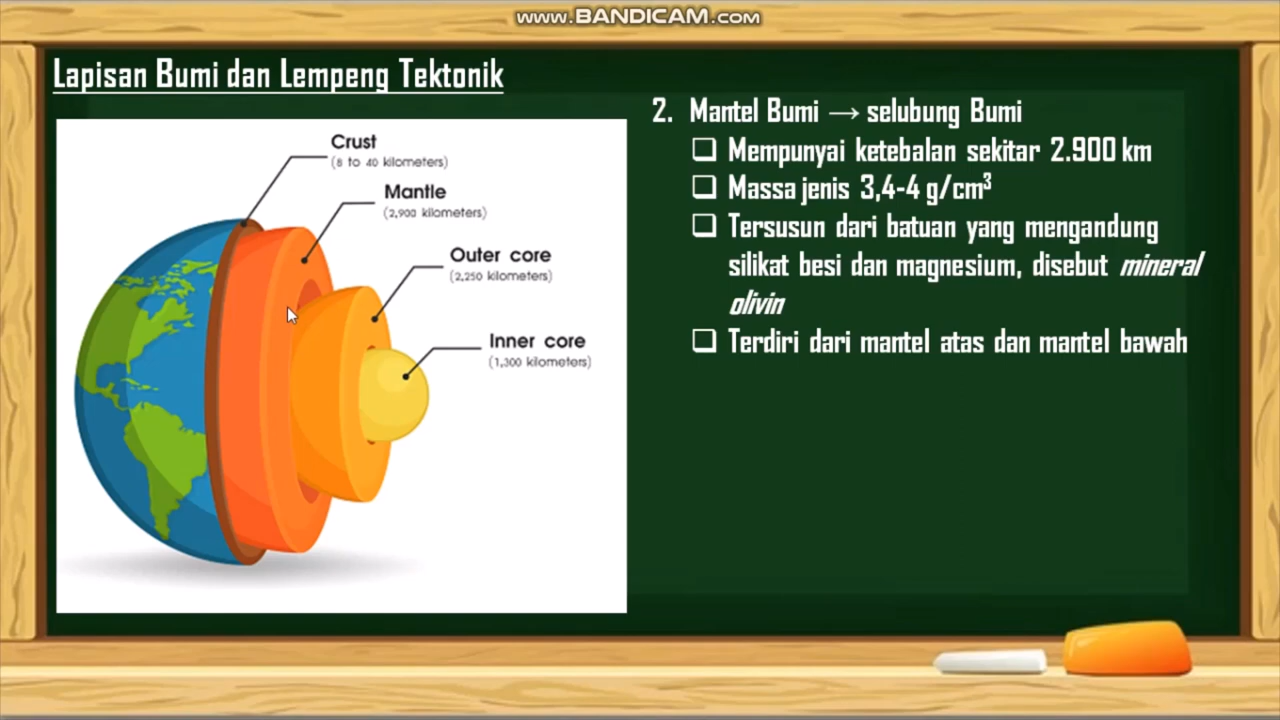 www.BANDICAM.com
Lapisan Bumi dan Lempeng Tektonik
Crust
(8 to 40 kilometers)
Mantle
(2,900 kilometers)
Outer core
(2,250 kilometers)
Inner core
(1,300 kilometers)
2. Mantel Bumi → selubung Bumi
❑ Mempunyai ketebalan sekitar 2.900 km
❑ Massa jenis 3,4-4 g/cm³
❑ Tersusun dari batuan yang mengandung
silikat besi dan magnesium, disebut mineral
olivin
❑ Terdiri dari mantel atas dan mantel bawah